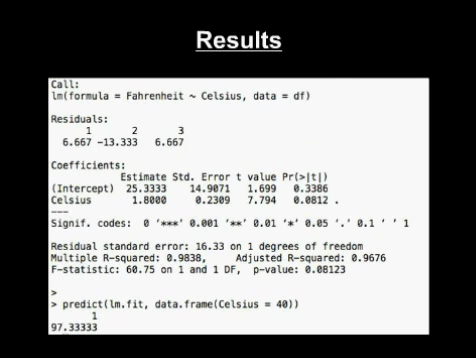 Results
Call:
lm(formula = Fahrenheit ~ Celsius, data = df)
Residuals:
1 2 3
6.667 -13.333 6.667
Coefficients:
Estimate Std. Error t value Pr(>|t|)
(Intercept) 25.3333 14.9071 1.699 0.3386
Celsius 1.8000 0.2309 7.794 0.0812 .
---
Signif. codes: 0 ‘***’ 0.001 ‘**’ 0.01 ‘*’ 0.05 ‘.’ 0.1 ‘ ’ 1
Residual standard error: 16.33 on 1 degrees of freedom
Multiple R-squared: 0.9838, Adjusted R-squared: 0.9676
F-statistic: 60.75 on 1 and 1 DF, p-value: 0.08123
>
> predict(lm.fit, data.frame(Celsius = 40))
1
97.33333